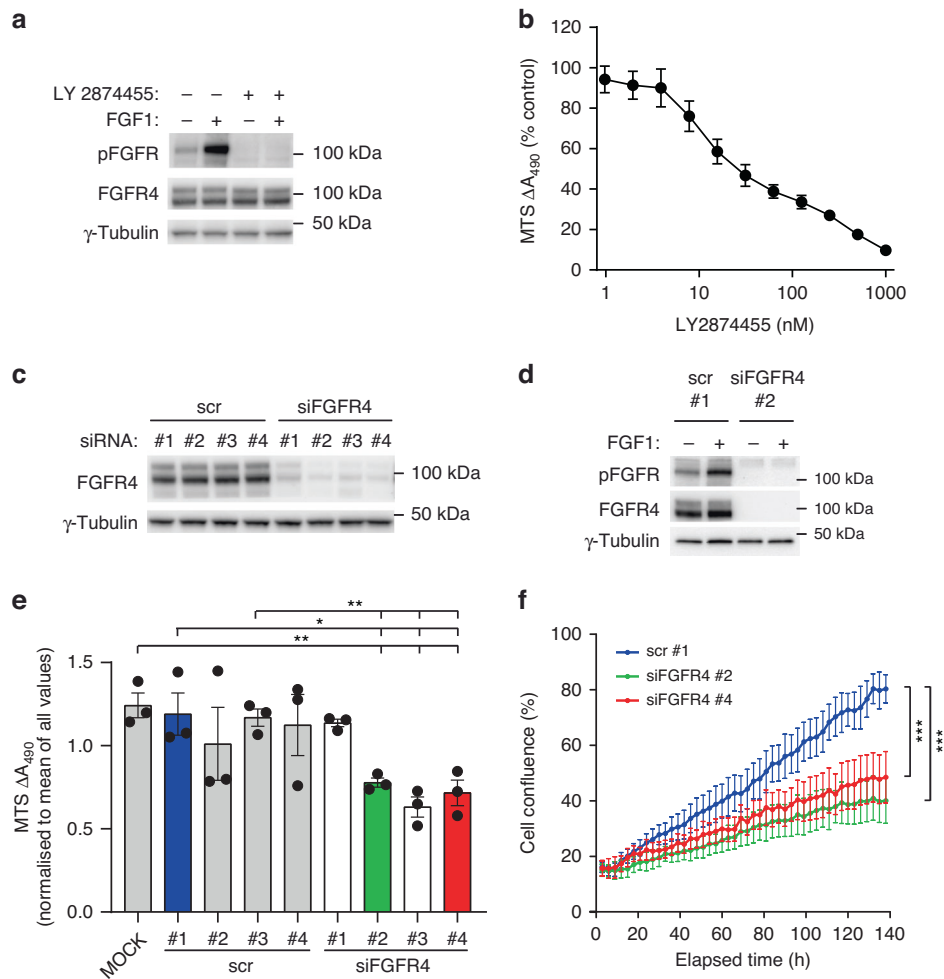 a
LY 2874455: – – + +
FGF1: – + – +
pFGFR
100 kDa
FGFR4
100 kDa
50 kDa
γ-Tubulin
b
120
100
80
60
40
20
0
MTS ΔA490 (% control)
1 10 100 1000
LY2874455 (nM)
c
scr siFGFR4
siRNA: #1 #2 #3 #4 #1 #2 #3 #4
FGFR4
100 kDa
50 kDa
γ-Tubulin
d
scr siFGFR4
#1 #2
FGF1: – + – +
pFGFR
100 kDa
FGFR4
100 kDa
50 kDa
γ-Tubulin
e
**
*
**
1.5
1.0
0.5
0.0
MTS ΔA490
(normalised to mean of all values)
MOCK #1 #2 #3 #4 #1 #2 #3 #4
scr siFGFR4
f
100
80
60
40
20
0
Cell confluence (%)
scr #1
siFGFR4 #2
siFGFR4 #4
***
***
0 20 40 60 80 100 120 140
Elapsed time (h)